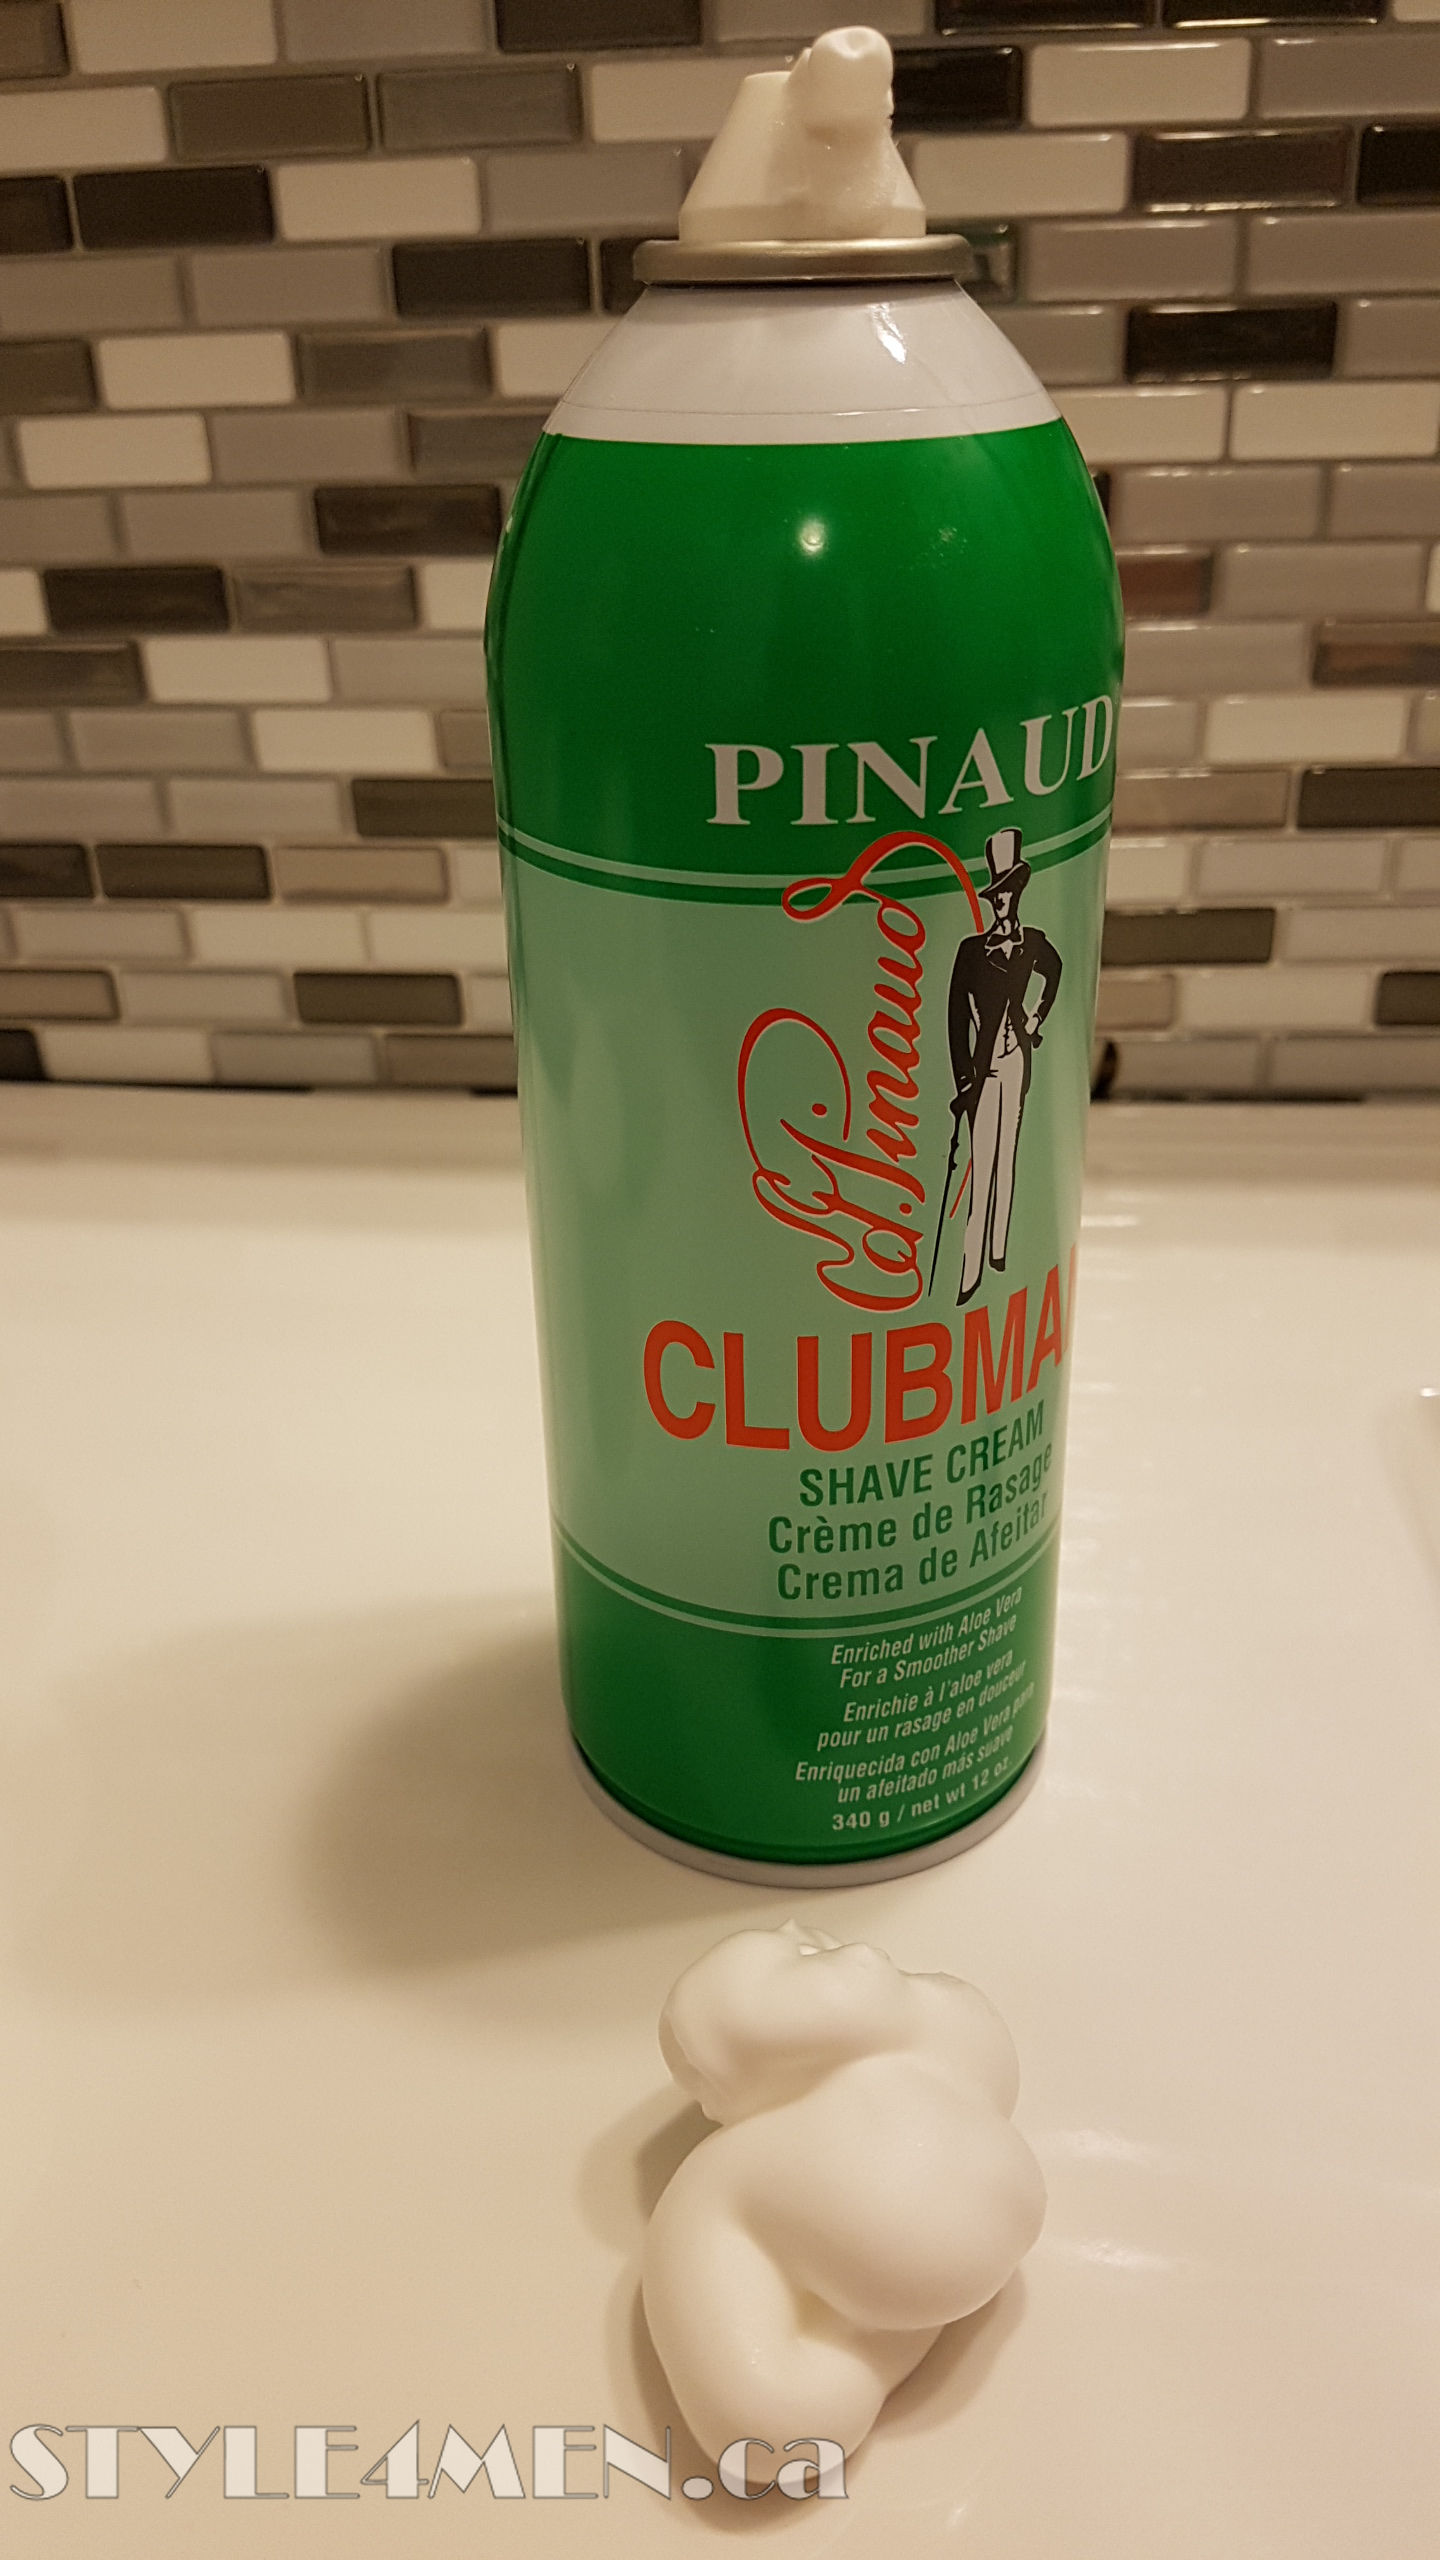 PINAUD
Ed. Pinaud
CLUBMAN
SHAVE CREAM
Crème de Rasage
Crema de Afeitar
Enriched with Aloe Vera
For a Smoother Shave
Enrichie à l'aloe vera
pour un rasage en douceur
Enriquecida con Aloe Vera para
un afeitado más suave
340 g / net wt 12 oz.
STYLE4MEN.ca